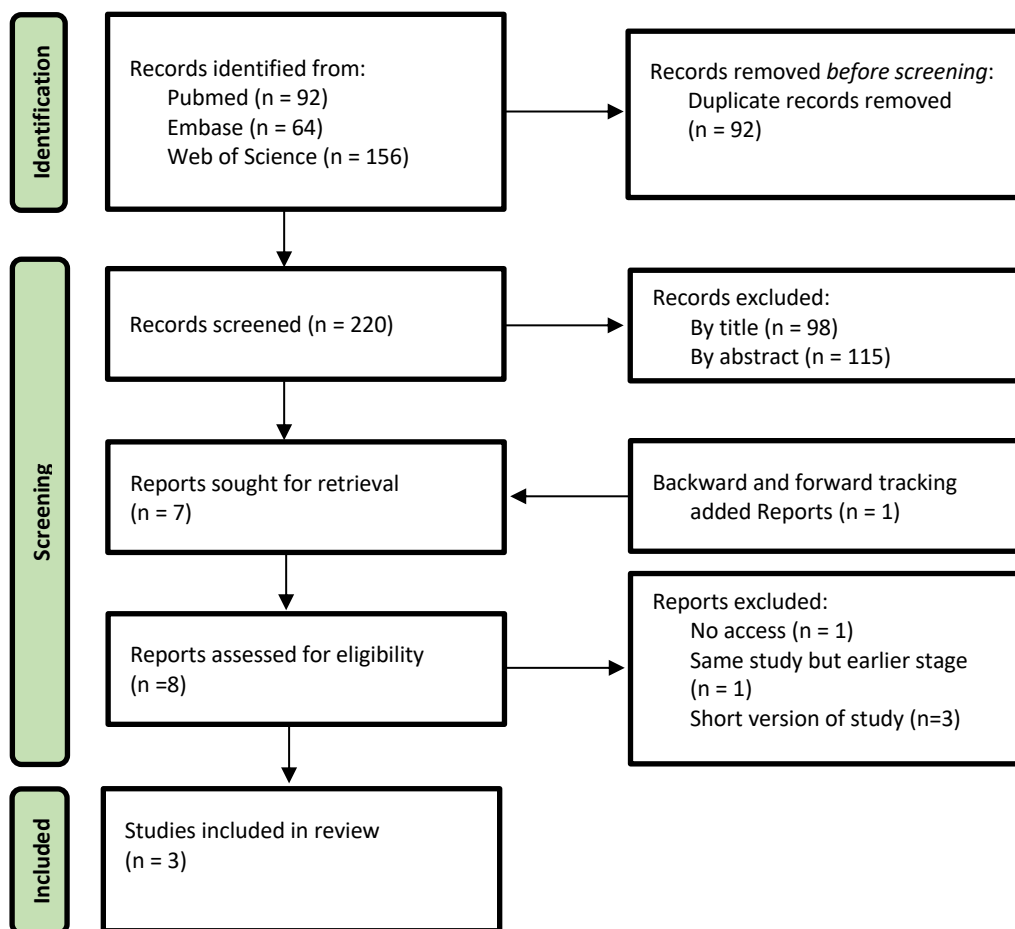 Identification
Records identified from:
Pubmed (n = 92)
Embase (n = 64)
Web of Science (n = 156)
Records removed before screening:
Duplicate records removed
(n = 92)
Screening
Records screened (n = 220)
Records excluded:
By title (n = 98)
By abstract (n = 115)
Reports sought for retrieval
(n = 7)
Backward and forward tracking
added Reports (n = 1)
Reports assessed for eligibility
(n =8)
Reports excluded:
No access (n = 1)
Same study but earlier stage
(n = 1)
Short version of study (n=3)
Included
Studies included in review
(n = 3)